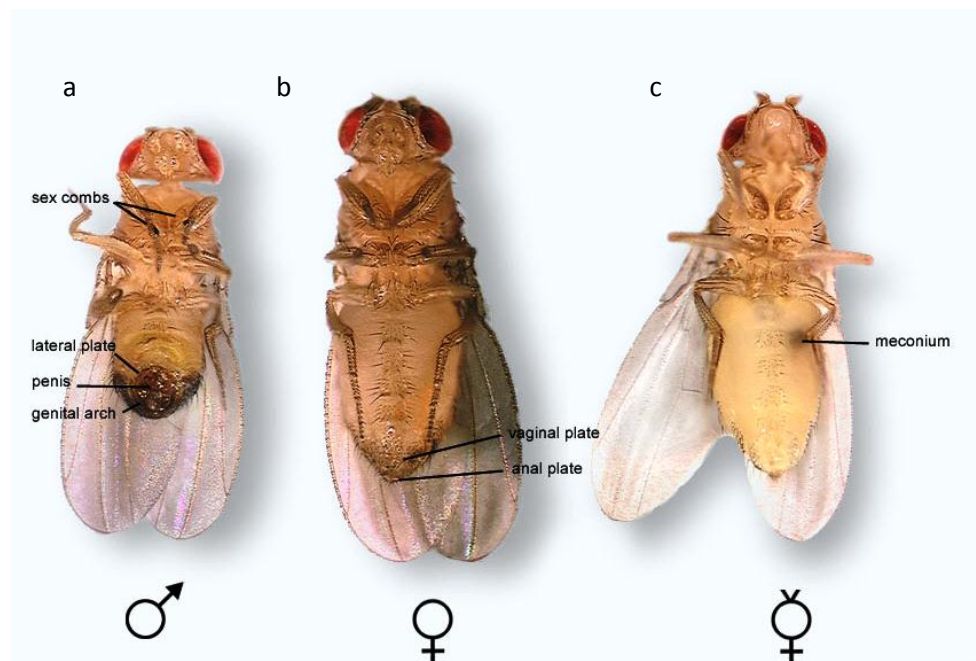 a
b
c
sex combs
lateral plate
penis
genital arch
meconium
vaginal plate
anal plate